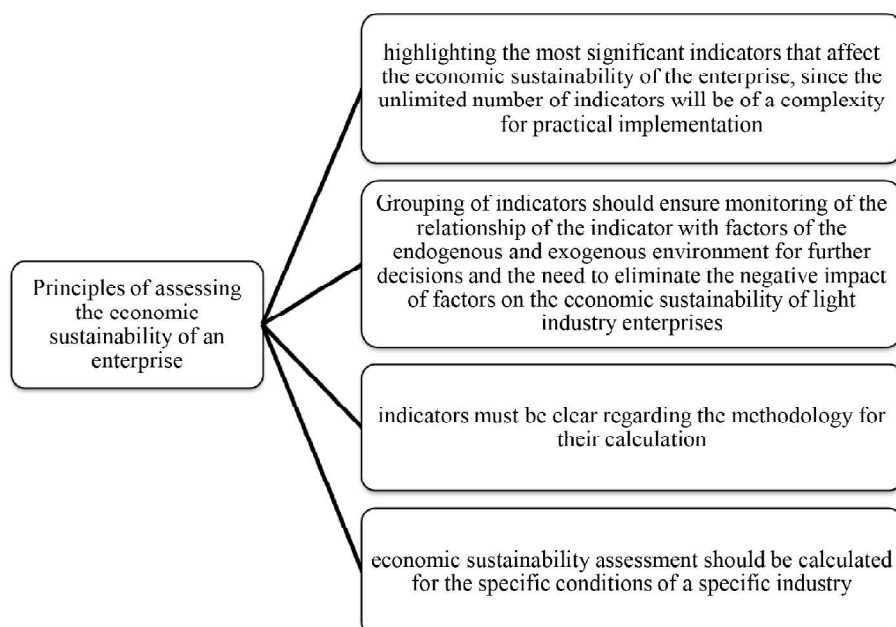 Principles of assessing
the economic
sustainability of an
enterprise
highlighting the most significant indicators that affect
the economic sustainability of the enterprise, since the
unlimited number of indicators will be of a complexity
for practical implementation
Grouping of indicators should ensure monitoring of the
relationship of the indicator with factors of the
endogenous and exogenous environment for further
decisions and the need to eliminate the negative impact
of factors on the economic sustainability of light
industry enterprises
indicators must be clear regarding the methodology for
their calculation
economic sustainability assessment should be calculated
for the specific conditions of a specific industry